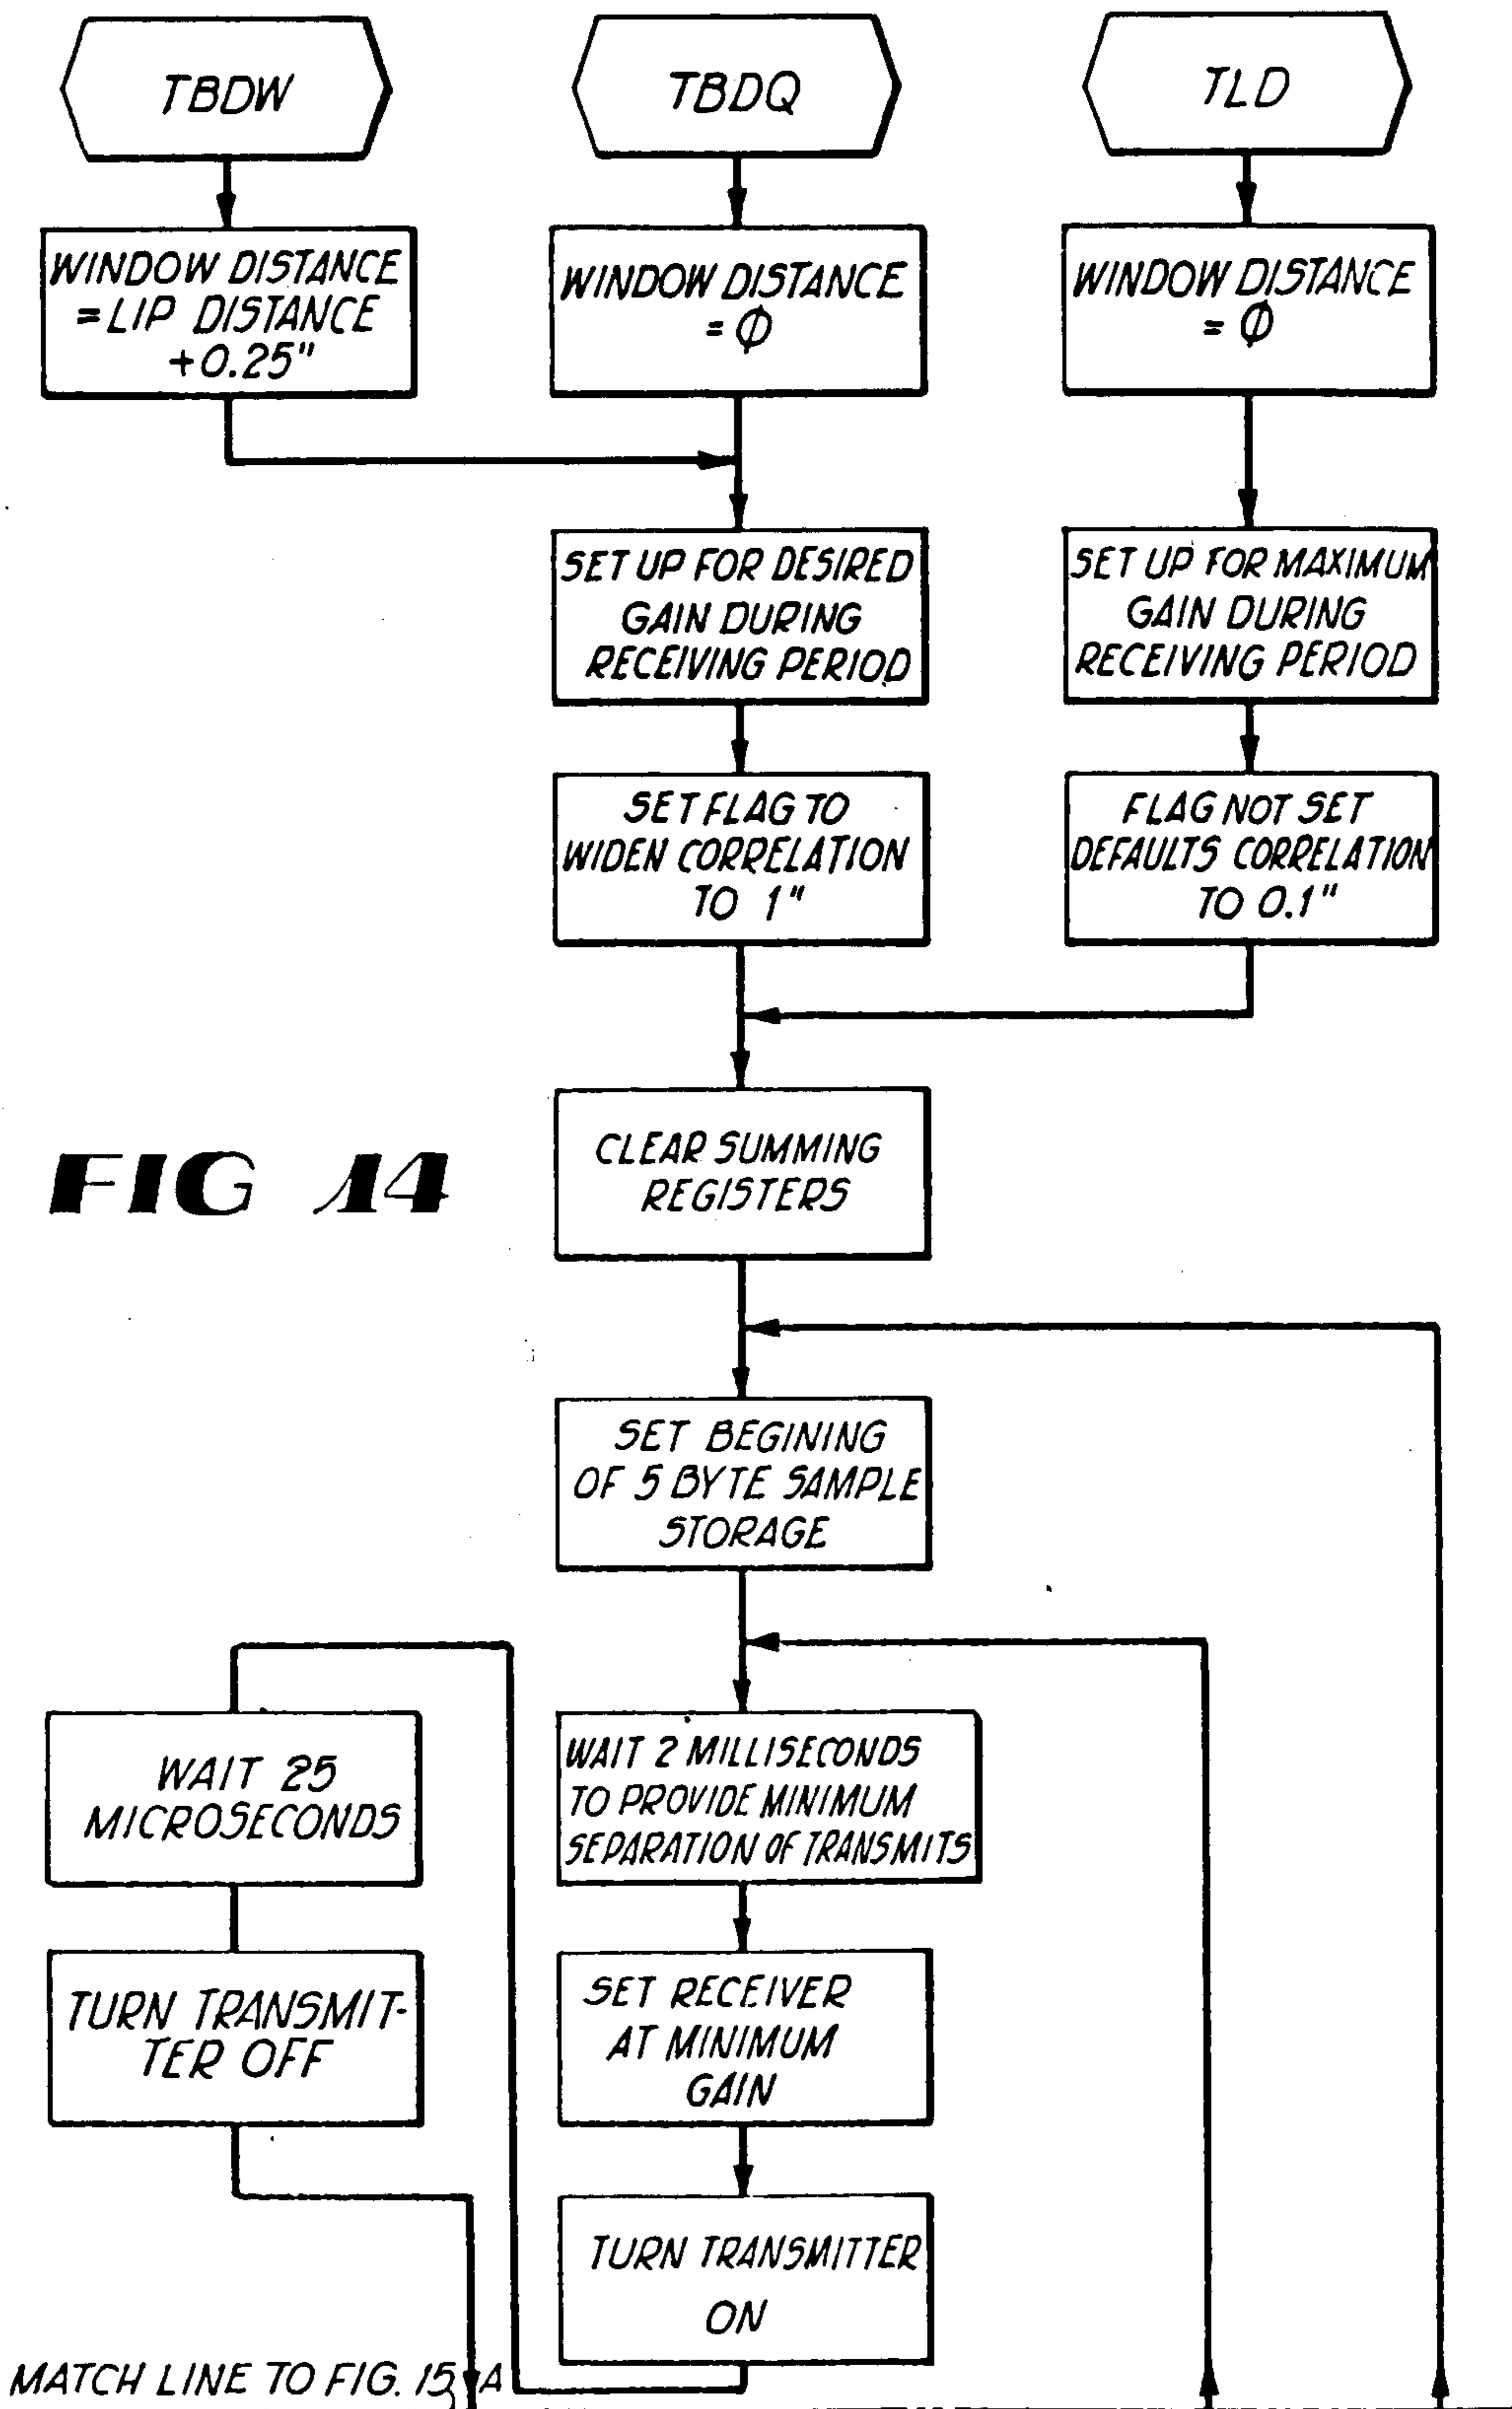 TBDW
TBDQ
TLD
WINDOW DISTANCE
=LIP DISTANCE
+0.25"
WINDOW DISTANCE
=Ø
WINDOW DISTANCE
=Ø
SET UP FOR DESIRED
GAIN DURING
RECEIVING PERIOD
SET UP FOR MAXIMUM
GAIN DURING
RECEIVING PERIOD
SET FLAG TO
WIDEN CORRELATION
TO 1"
FLAG NOT SET
DEFAULTS CORRELATION
TO 0.1"
CLEAR SUMMING
REGISTERS
FIG 14
SET BEGINING
OF 5 BYTE SAMPLE
STORAGE
WAIT 25
MICROSECONDS
WAIT 2 MILLISECONDS
TO PROVIDE MINIMUM
SEPARATION OF TRANSMITS
TURN TRANSMIT-
TER OFF
SET RECEIVER
AT MINIMUM
GAIN
TURN TRANSMITTER
ON
MATCH LINE TO FIG. 15 A